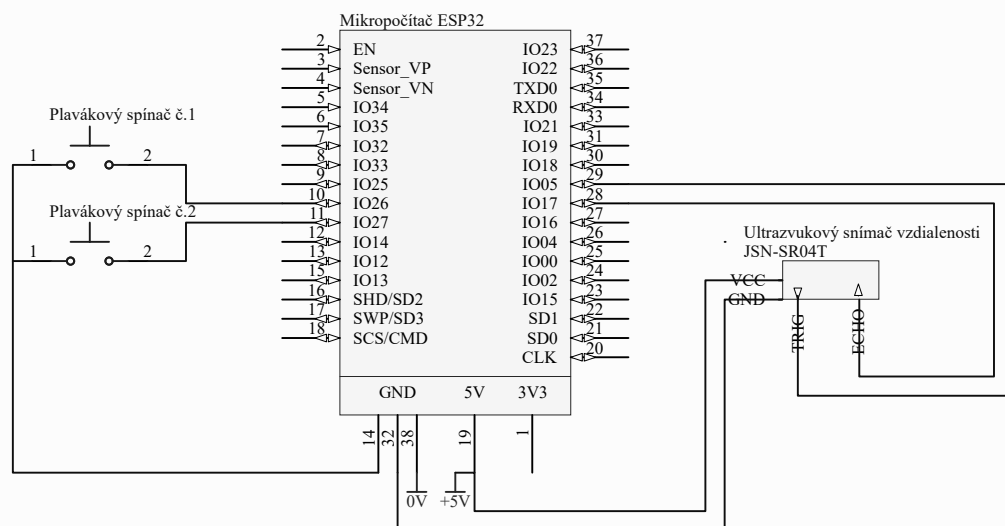 Mikropočítač ESP32
2 EN IO23 37
3 Sensor_VP IO22 36
4 Sensor_VN TXD0 35
5 IO34 RXD0 34
6 IO35 IO21 33
7 IO32 IO19 31
8 IO33 IO18 30
9 IO25 IO05 29
10 IO26 IO17 28
11 IO27 IO16 27
12 IO14 IO04 26
13 IO12 IO00 25
15 IO13 IO02 24
16 SHD/SD2 IO15 23
17 SWP/SD3 SD1 22
18 SCS/CMD SD0 21
CLK 20
GND 5V 3V3
14 32 38 19 1
0V +5V
Plavákový spínač č.1
1 2
Plavákový spínač č.2
1 2
Ultrazvukový snímač vzdialenosti
JSN-SR04T
VCC
GND
TRIG ECHO